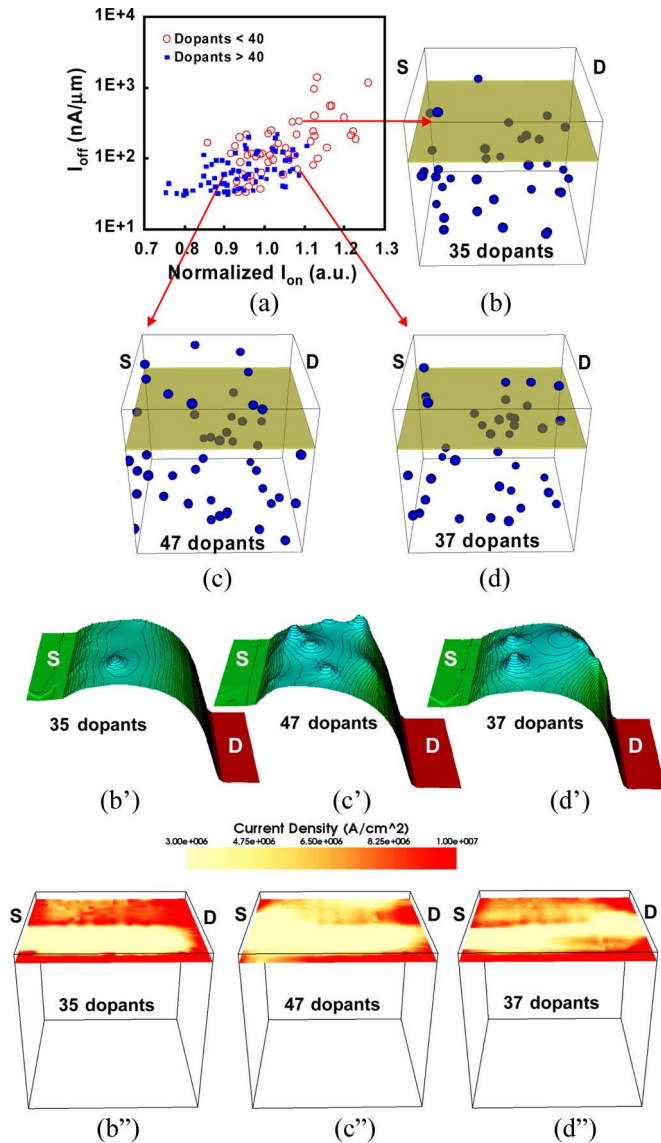 1E+4
Dopants < 40
Dopants > 40
1E+3
1E+2
1E+1
I_off (nA/μm)
0.7 0.8 0.9 1.0 1.1 1.2 1.3
Normalized I_on (a.u.)
(a)
S D
35 dopants
(b)
S D
47 dopants
(c)
S D
37 dopants
(d)
S
35 dopants
D
(b')
S
47 dopants
D
(c')
S
37 dopants
D
(d')
Current Density (A/cm^2)
3.00e+006 4.75e+006 6.50e+006 8.25e+006 1.00e+007
S D
35 dopants
(b")
S D
47 dopants
(c")
S D
37 dopants
(d")